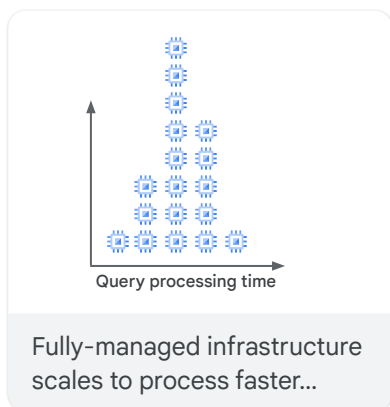 Query processing time
Fully-managed infrastructure
scales to process faster...